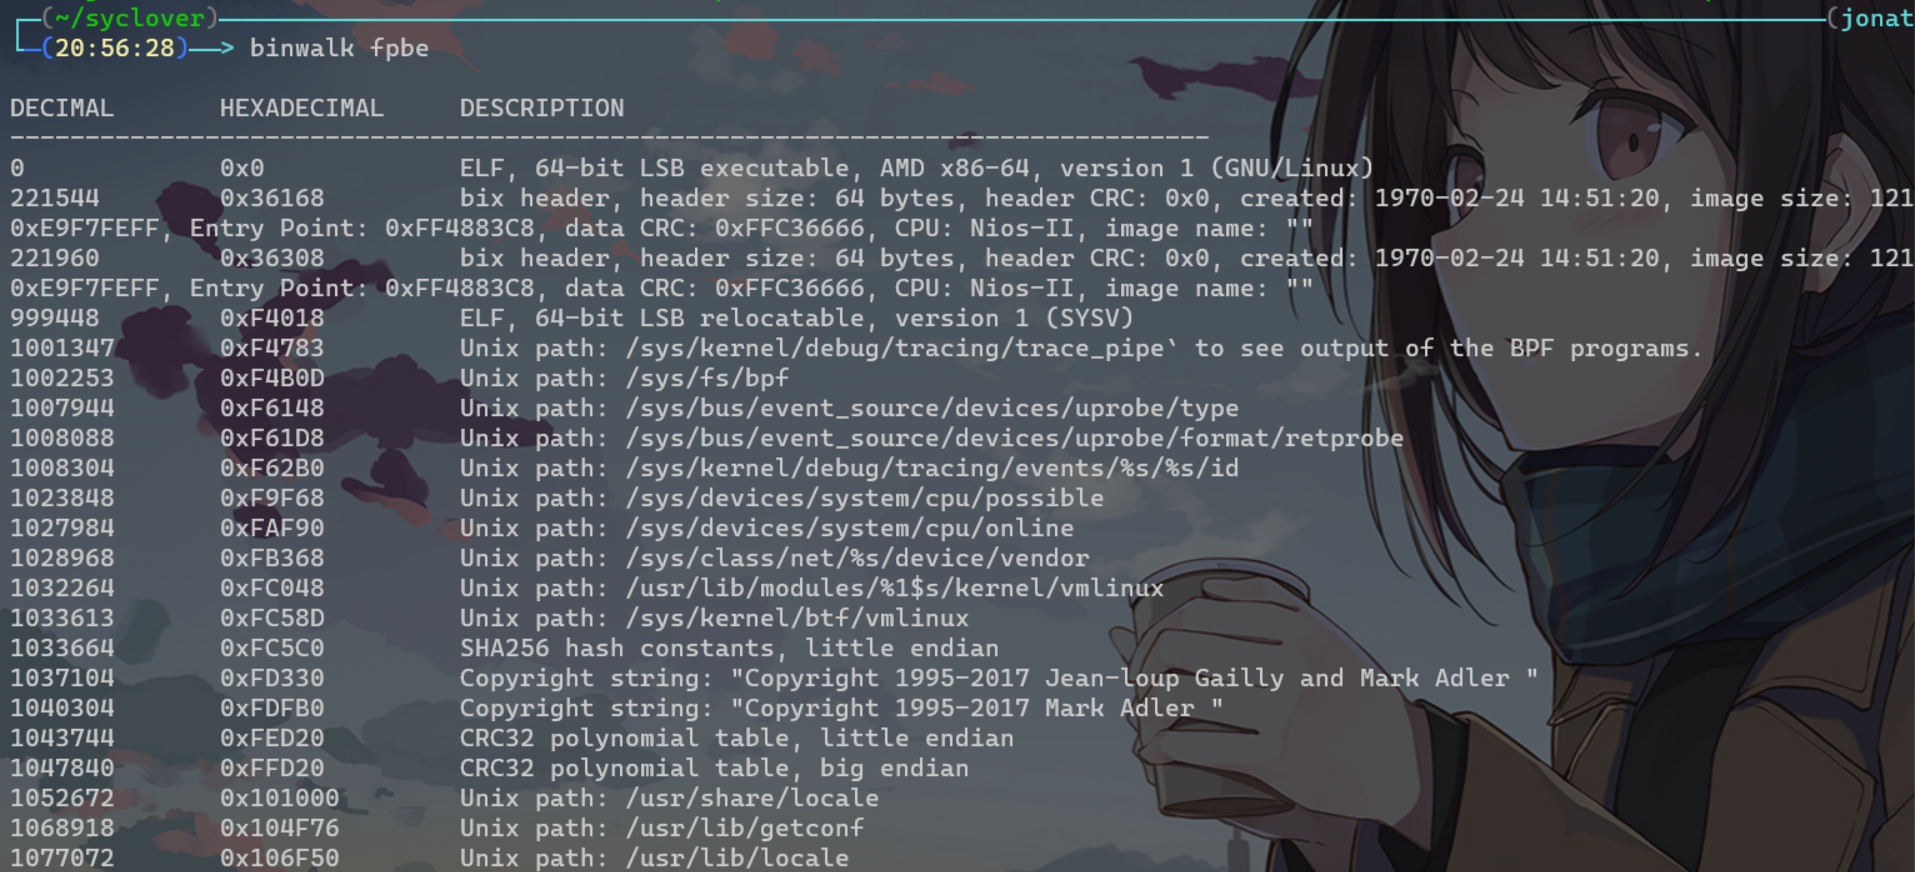 (~/syclover) (jonat
(20:56:28)—> binwalk fpbe
DECIMAL HEXADECIMAL DESCRIPTION
--------------------------------------------------------------------------------
0 0x0 ELF, 64-bit LSB executable, AMD x86-64, version 1 (GNU/Linux)
221544 0x36168 bix header, header size: 64 bytes, header CRC: 0x0, created: 1970-02-24 14:51:20, image size: 121
0xE9F7FEFF, Entry Point: 0xFF4883C8, data CRC: 0xFFC36666, CPU: Nios-II, image name: ""
221960 0x36308 bix header, header size: 64 bytes, header CRC: 0x0, created: 1970-02-24 14:51:20, image size: 121
0xE9F7FEFF, Entry Point: 0xFF4883C8, data CRC: 0xFFC36666, CPU: Nios-II, image name: ""
999448 0xF4018 ELF, 64-bit LSB relocatable, version 1 (SYSV)
1001347 0xF4783 Unix path: /sys/kernel/debug/tracing/trace_pipe` to see output of the BPF programs.
1002253 0xF4B0D Unix path: /sys/fs/bpf
1007944 0xF6148 Unix path: /sys/bus/event_source/devices/uprobe/type
1008088 0xF61D8 Unix path: /sys/bus/event_source/devices/uprobe/format/retprobe
1008304 0xF62B0 Unix path: /sys/kernel/debug/tracing/events/%s/%s/id
1023848 0xF9F68 Unix path: /sys/devices/system/cpu/possible
1027984 0xFAF90 Unix path: /sys/devices/system/cpu/online
1028968 0xFB368 Unix path: /sys/class/net/%s/device/vendor
1032264 0xFC048 Unix path: /usr/lib/modules/%1$s/kernel/vmlinux
1033613 0xFC58D Unix path: /sys/kernel/btf/vmlinux
1033664 0xFC5C0 SHA256 hash constants, little endian
1037104 0xFD330 Copyright string: "Copyright 1995-2017 Jean-loup Gailly and Mark Adler "
1040304 0xFDFB0 Copyright string: "Copyright 1995-2017 Mark Adler "
1043744 0xFED20 CRC32 polynomial table, little endian
1047840 0xFFD20 CRC32 polynomial table, big endian
1052672 0x101000 Unix path: /usr/share/locale
1068918 0x104F76 Unix path: /usr/lib/getconf
1077072 0x106F50 Unix path: /usr/lib/locale